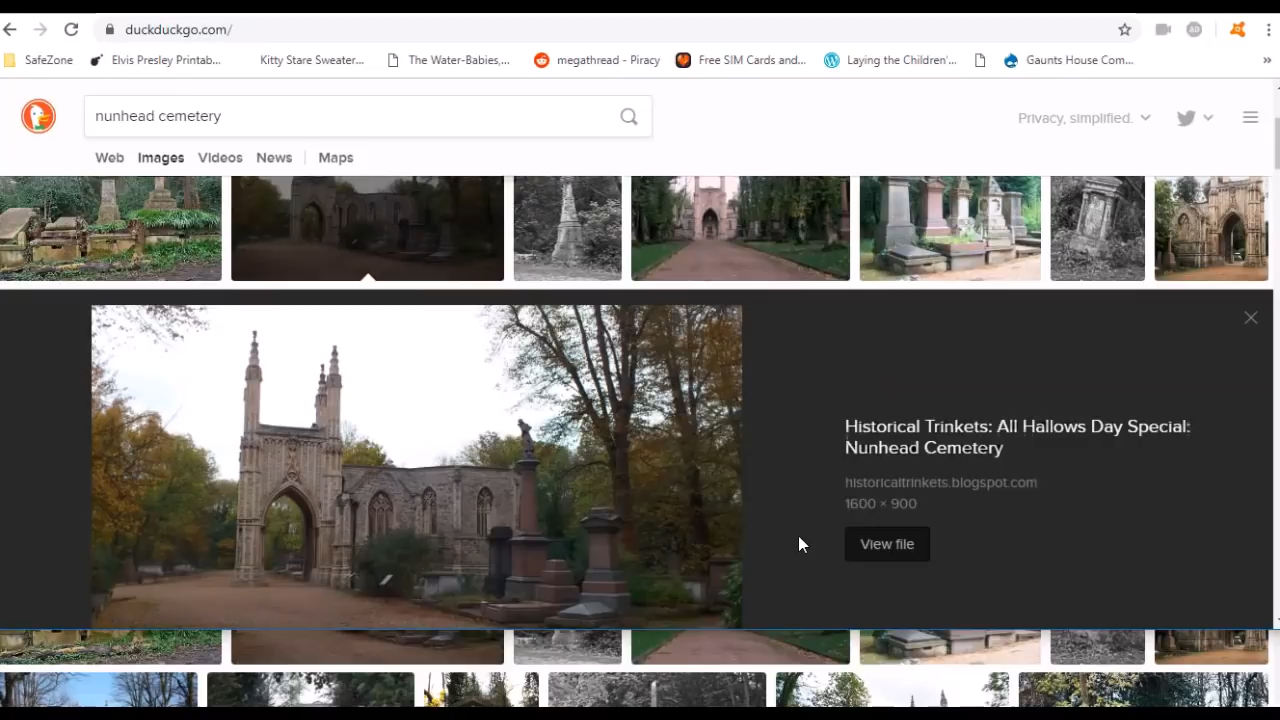 duckduckgo.com/
SafeZone Elvis Presley Printab... Kitty Stare Sweater... The Water-Babies,... megathread - Piracy Free SIM Cards and... Laying the Children'... Gaunts House Com... »
nunhead cemetery
Privacy, simplified.
Web Images Videos News Maps
Historical Trinkets: All Hallows Day Special:
Nunhead Cemetery
historicaltrinkets.blogspot.com
1600 × 900
View file